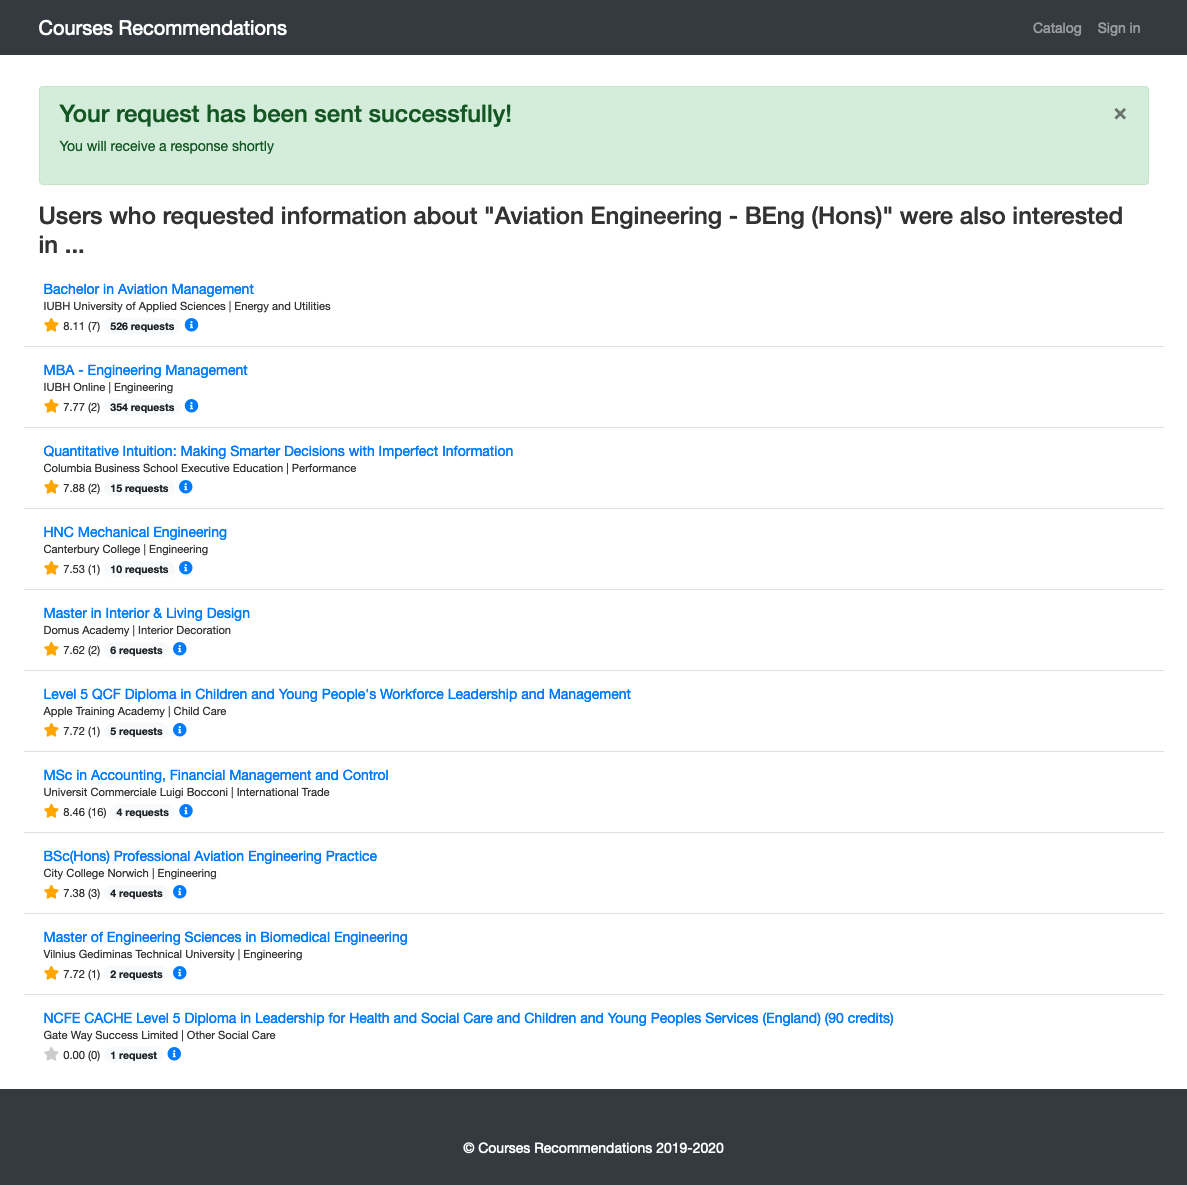 Courses Recommendations
Catalog Sign in
Your request has been sent successfully!
×
You will receive a response shortly
Users who requested information about "Aviation Engineering - BEng (Hons)" were also interested
in ...
Bachelor in Aviation Management
IUBH University of Applied Sciences | Energy and Utilities
8.11 (7) 526 requests
MBA - Engineering Management
IUBH Online | Engineering
7.77 (2) 354 requests
Quantitative Intuition: Making Smarter Decisions with Imperfect Information
Columbia Business School Executive Education | Performance
7.88 (2) 15 requests
HNC Mechanical Engineering
Canterbury College | Engineering
7.53 (1) 10 requests
Master in Interior & Living Design
Domus Academy | Interior Decoration
7.62 (2) 6 requests
Level 5 QCF Diploma in Children and Young People's Workforce Leadership and Management
Apple Training Academy | Child Care
7.72 (1) 5 requests
MSc in Accounting, Financial Management and Control
Universit Commerciale Luigi Bocconi | International Trade
8.46 (16) 4 requests
BSc(Hons) Professional Aviation Engineering Practice
City College Norwich | Engineering
7.38 (3) 4 requests
Master of Engineering Sciences in Biomedical Engineering
Vilnius Gediminas Technical University | Engineering
7.72 (1) 2 requests
NCFE CACHE Level 5 Diploma in Leadership for Health and Social Care and Children and Young Peoples Services (England) (90 credits)
Gate Way Success Limited | Other Social Care
0.00 (0) 1 request
© Courses Recommendations 2019-2020